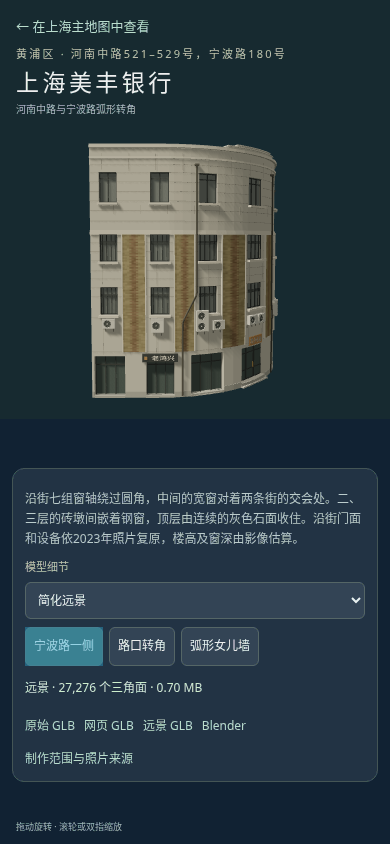 ← 在上海主地图中查看
黄浦区 · 河南中路521–529号，宁波路180号
上海美丰银行
河南中路与宁波路弧形转角
老鸿兴
沿街七组窗轴绕过圆角，中间的宽窗对着两条街的交会处。二、
三层的砖墩间嵌着钢窗，顶层由连续的灰色石面收住。沿街门面
和设备依2023年照片复原，楼高及窗深由影像估算。
模型细节
简化远景
宁波路一侧 路口转角 弧形女儿墙
远景 · 27,276 个三角面 · 0.70 MB
原始 GLB 网页 GLB 远景 GLB Blender
制作范围与照片来源
拖动旋转 · 滚轮或双指缩放